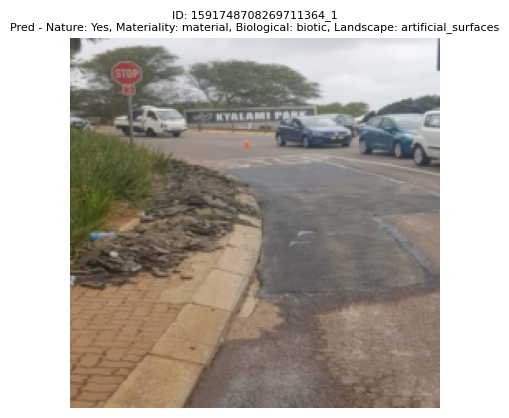 ID: 1591748708269711364_1
Pred - Nature: Yes, Materiality: material, Biological: biotic, Landscape: artificial_surfaces
STOP
KYALAMI PARK